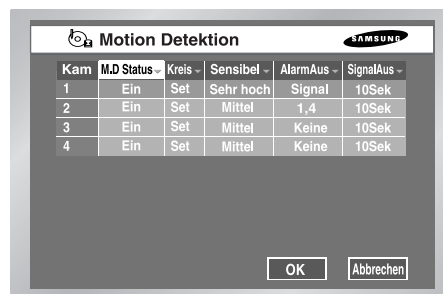 Motion Detektion SAMSUNG
Kam M.D Status Kreis Sensibel AlarmAus SignalAus
1 Ein Set Sehr hoch Signal 10Sek
2 Ein Set Mittel 1,4 10Sek
3 Ein Set Mittel Keine 10Sek
4 Ein Set Mittel Keine 10Sek
OK Abbrechen